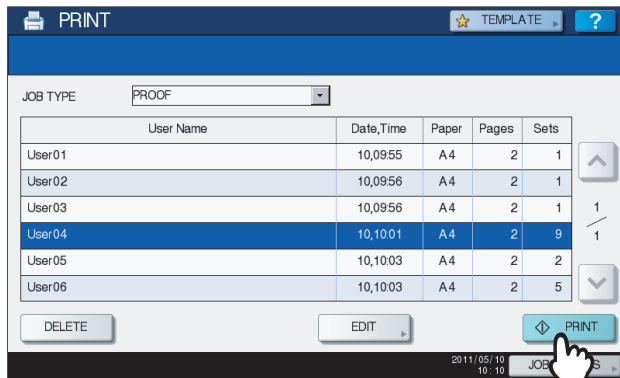 PRINT TEMPLATE ?
JOB TYPE PROOF
User Name Date,Time Paper Pages Sets
User01 10,09:55 A4 2 1
User02 10,09:56 A4 2 1
User03 10,09:56 A4 2 1
User04 10,10:01 A4 2 9
User05 10,10:03 A4 2 2
User06 10,10:03 A4 2 5
1
1
DELETE EDIT PRINT
2011/05/10
10:10